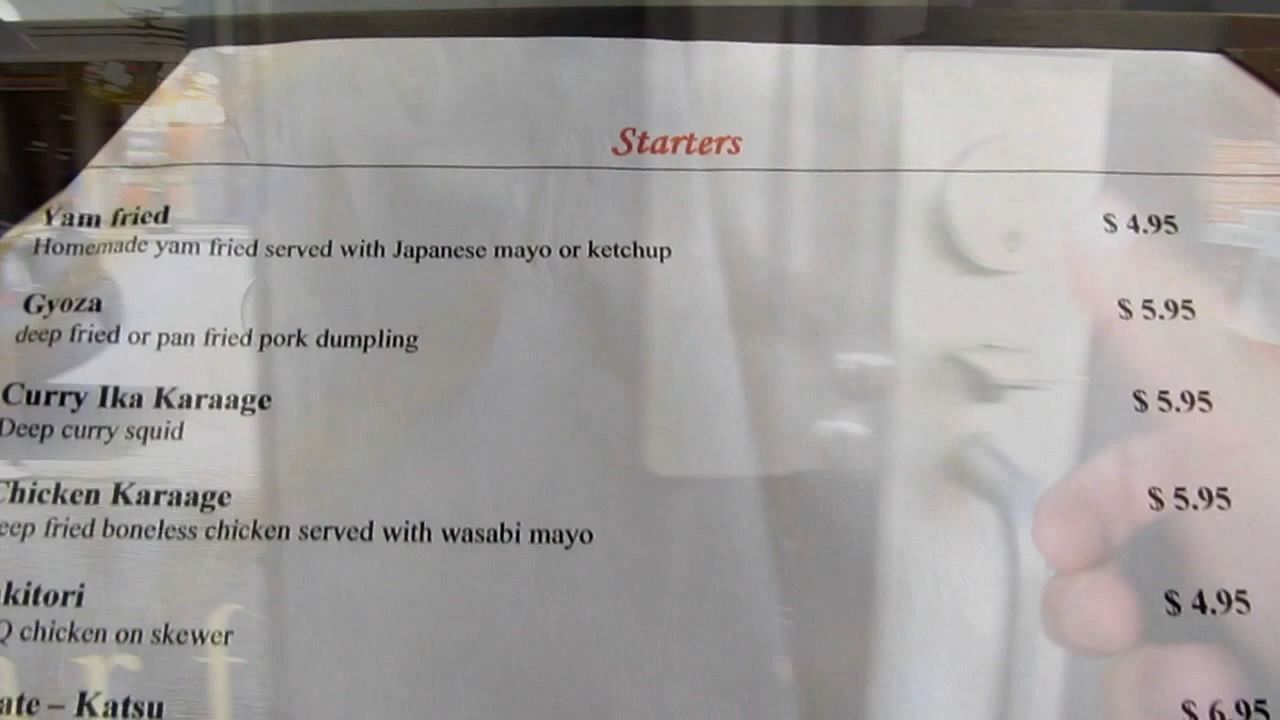 Starters
Yam fried $ 4.95
Homemade yam fried served with Japanese mayo or ketchup
Gyoza $ 5.95
deep fried or pan fried pork dumpling
Curry Ika Karaage $ 5.95
Deep curry squid
Chicken Karaage $ 5.95
eep fried boneless chicken served with wasabi mayo
kitori $ 4.95
Q chicken on skewer
ate – Katsu $ 6.95